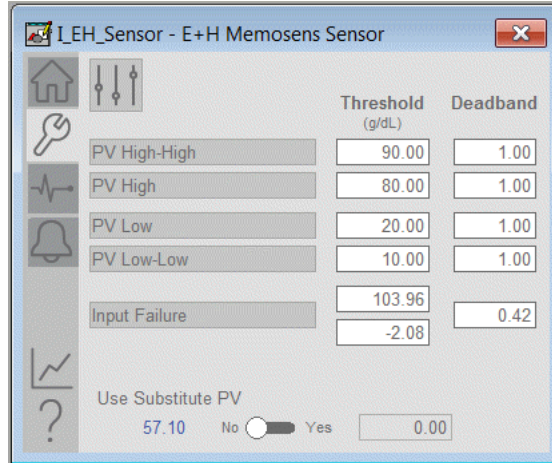 I_EH_Sensor - E+H Memosens Sensor
Threshold Deadband
(g/dL)
PV High-High 90.00 1.00
PV High 80.00 1.00
PV Low 20.00 1.00
PV Low-Low 10.00 1.00
103.96
Input Failure 0.42
-2.08
Use Substitute PV
57.10 No Yes 0.00
?